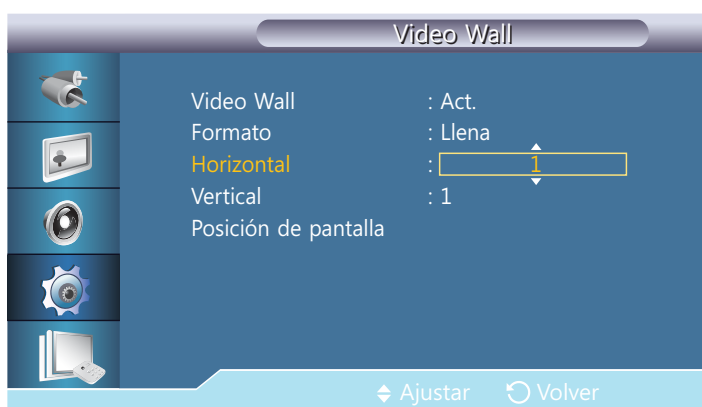 Video Wall
Video Wall : Act.
Formato : Llena
Horizontal : 1
Vertical : 1
Posición de pantalla
Ajustar Volver